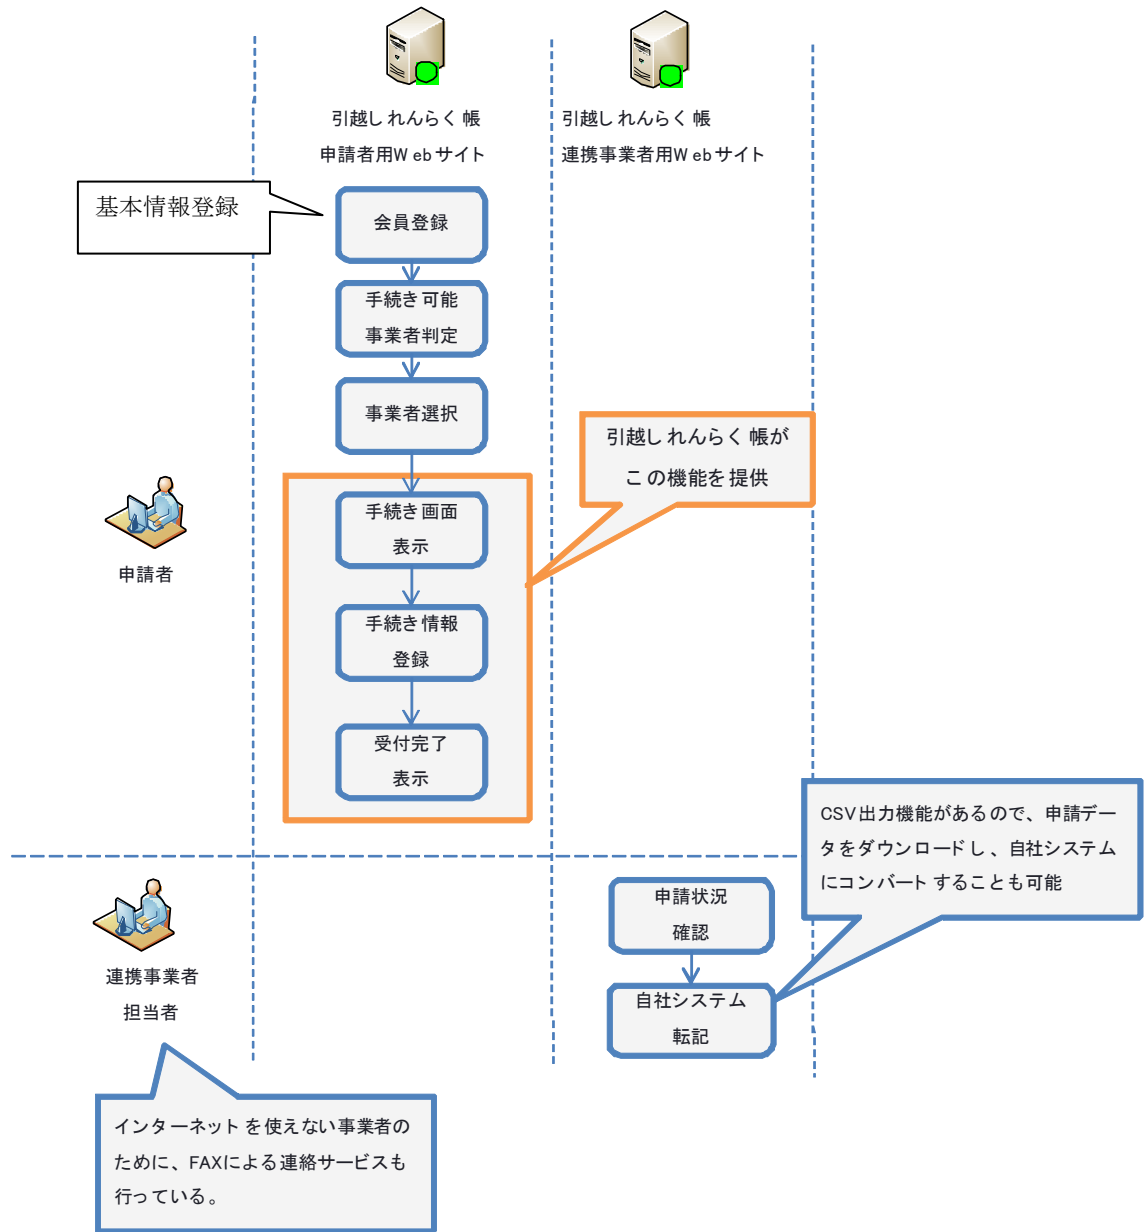 引越しれんらく帳
申請者用Webサイト
引越しれんらく帳
連携事業者用Webサイト
基本情報登録
会員登録
手続き可能
事業者判定
事業者選択
引越しれんらく帳が
この機能を提供
手続き画面
表示
申請者
手続き情報
登録
受付完了
表示
CSV出力機能があるので、申請デー
タをダウンロードし、自社システム
にコンバートすることも可能
申請状況
確認
連携事業者
担当者
自社システム
転記
インターネットを使えない事業者の
ために、FAXによる連絡サービスも
行っている。